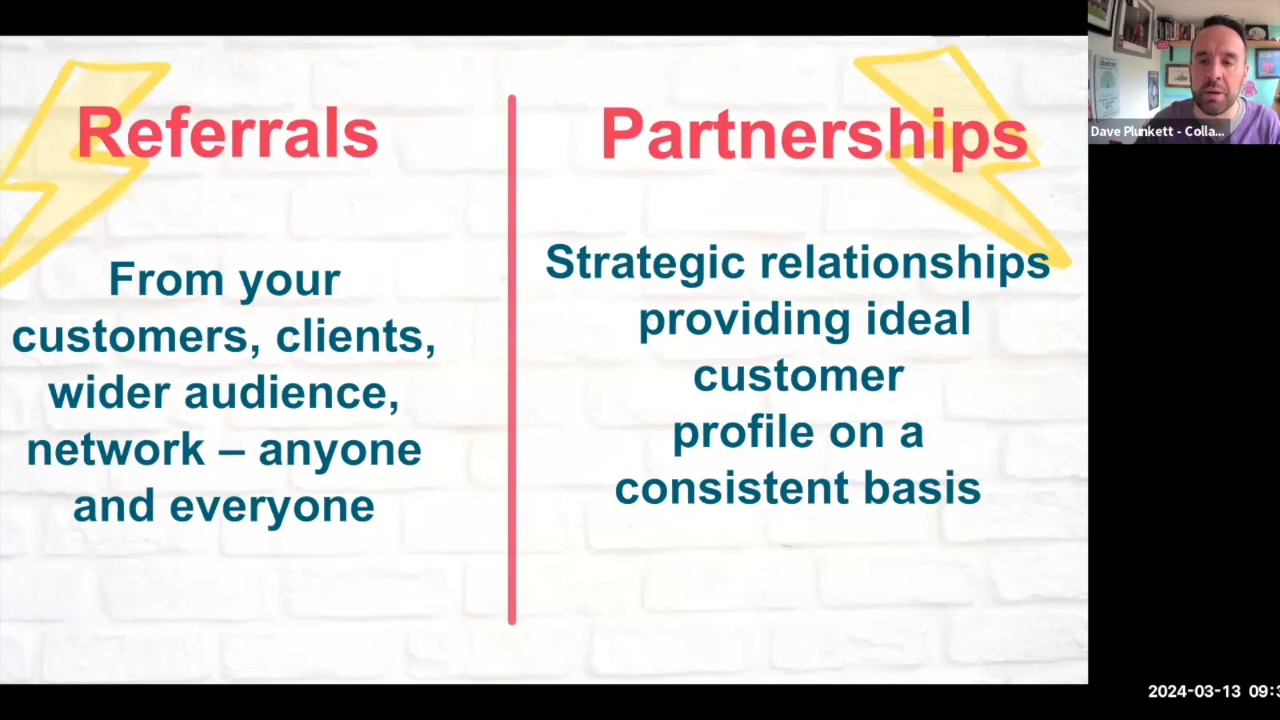 Referrals
From your
customers, clients,
wider audience,
network – anyone
and everyone
Partnerships
Strategic relationships
providing ideal
customer
profile on a
consistent basis
Dave Plunkett - Colla...
2024-03-13 09:3